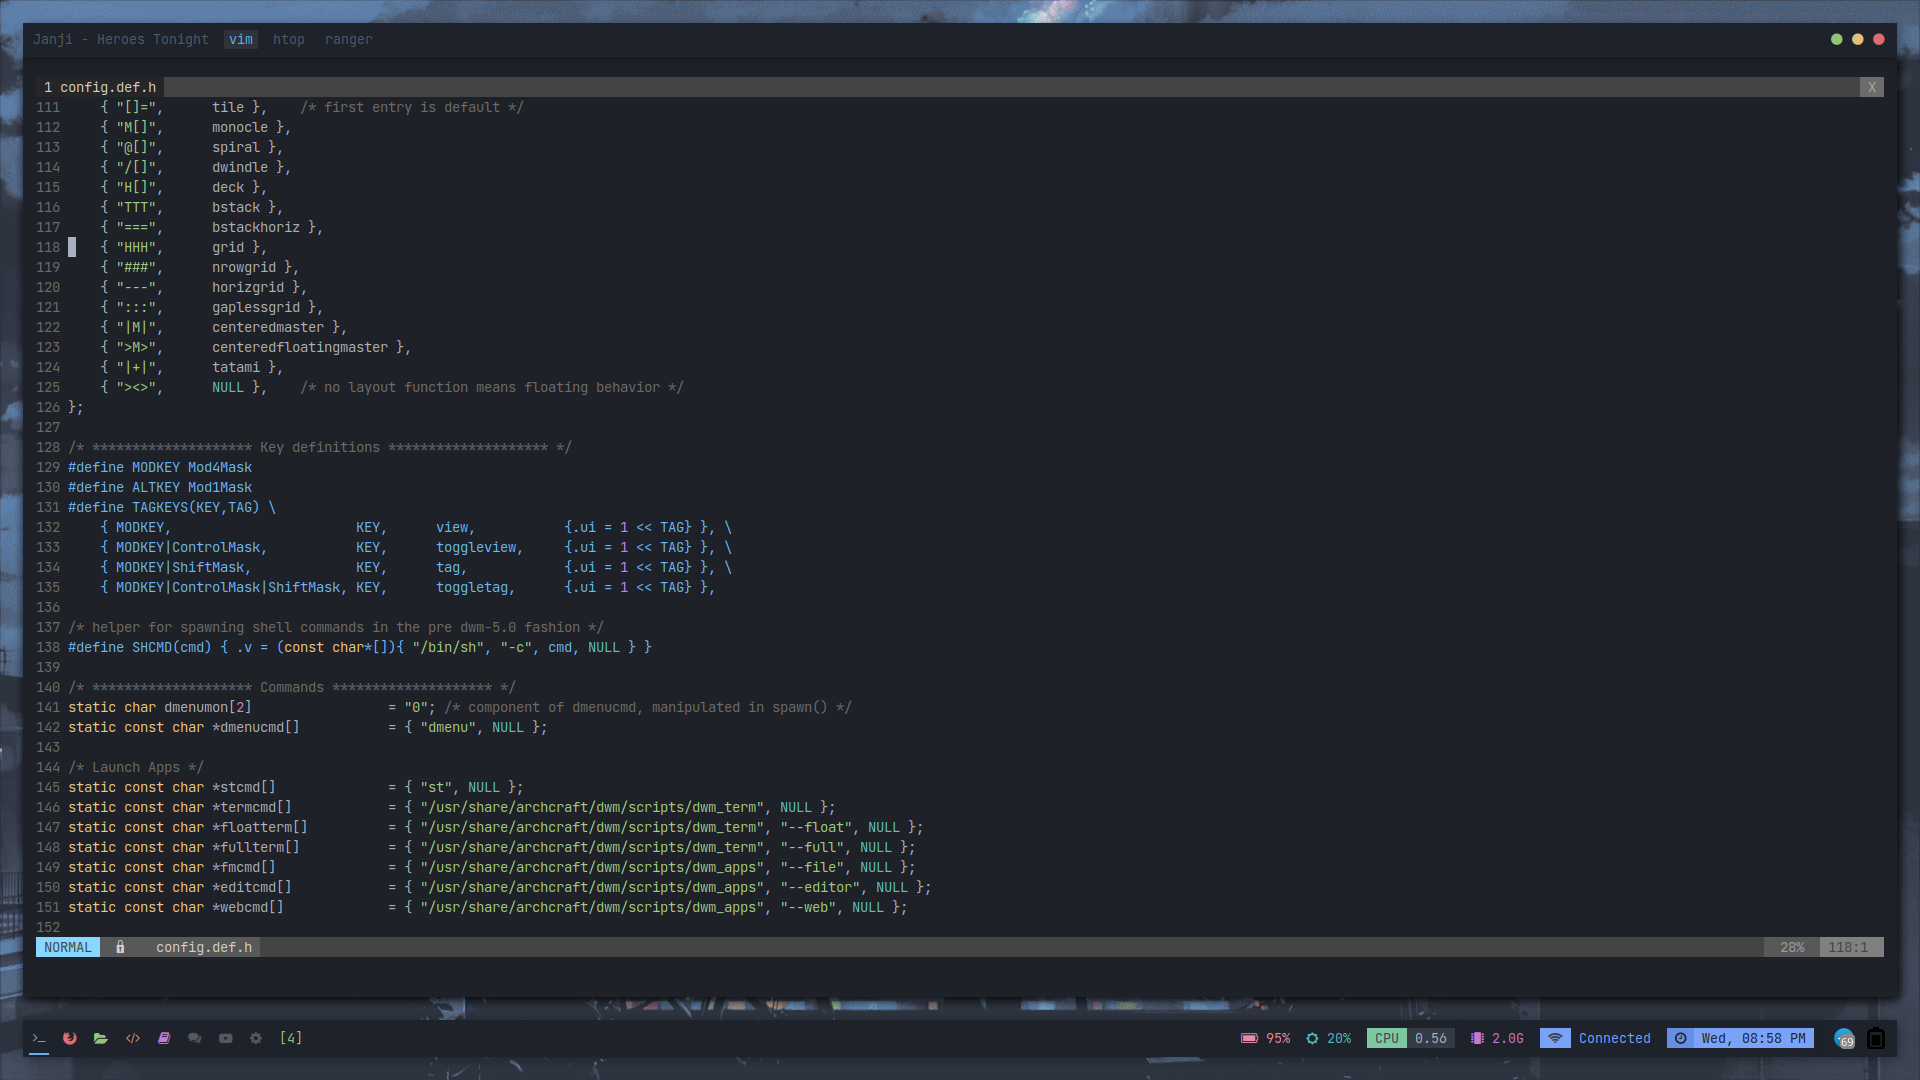 Janji - Heroes Tonight vim htop ranger
1 config.def.h X
111     { "[]=",      tile },    /* first entry is default */
112     { "M[]",      monocle },
113     { "@[]",      spiral },
114     { "/[]",      dwindle },
115     { "H[]",      deck },
116     { "TTT",      bstack },
117     { "===",      bstackhoriz },
118     { "HHH",      grid },
119     { "###",      nrowgrid },
120     { "---",      horizgrid },
121     { ":::",      gaplessgrid },
122     { "|M|",      centeredmaster },
123     { ">M>",      centeredfloatingmaster },
124     { "|+|",      tatami },
125     { "><>",      NULL },    /* no layout function means floating behavior */
126 };
127
128 /* ******************** Key definitions ******************** */
129 #define MODKEY Mod4Mask
130 #define ALTKEY Mod1Mask
131 #define TAGKEYS(KEY,TAG) \
132     { MODKEY,                       KEY,      view,           {.ui = 1 << TAG} }, \
133     { MODKEY|ControlMask,           KEY,      toggleview,     {.ui = 1 << TAG} }, \
134     { MODKEY|ShiftMask,             KEY,      tag,            {.ui = 1 << TAG} }, \
135     { MODKEY|ControlMask|ShiftMask, KEY,      toggletag,      {.ui = 1 << TAG} },
136
137 /* helper for spawning shell commands in the pre dwm-5.0 fashion */
138 #define SHCMD(cmd) { .v = (const char*[]){ "/bin/sh", "-c", cmd, NULL } }
139
140 /* ******************** Commands ******************** */
141 static char dmenumon[2]                 = "0"; /* component of dmenucmd, manipulated in spawn() */
142 static const char *dmenucmd[]           = { "dmenu", NULL };
143
144 /* Launch Apps */
145 static const char *stcmd[]              = { "st", NULL };
146 static const char *termcmd[]            = { "/usr/share/archcraft/dwm/scripts/dwm_term", NULL };
147 static const char *floatterm[]          = { "/usr/share/archcraft/dwm/scripts/dwm_term", "--float", NULL };
148 static const char *fullterm[]           = { "/usr/share/archcraft/dwm/scripts/dwm_term", "--full", NULL };
149 static const char *fmcmd[]              = { "/usr/share/archcraft/dwm/scripts/dwm_apps", "--file", NULL };
150 static const char *editcmd[]            = { "/usr/share/archcraft/dwm/scripts/dwm_apps", "--editor", NULL };
151 static const char *webcmd[]             = { "/usr/share/archcraft/dwm/scripts/dwm_apps", "--web", NULL };
152
NORMAL config.def.h 28% 118:1
[4] 95% 20% CPU 0.56 2.0G Connected Wed, 08:58 PM 69